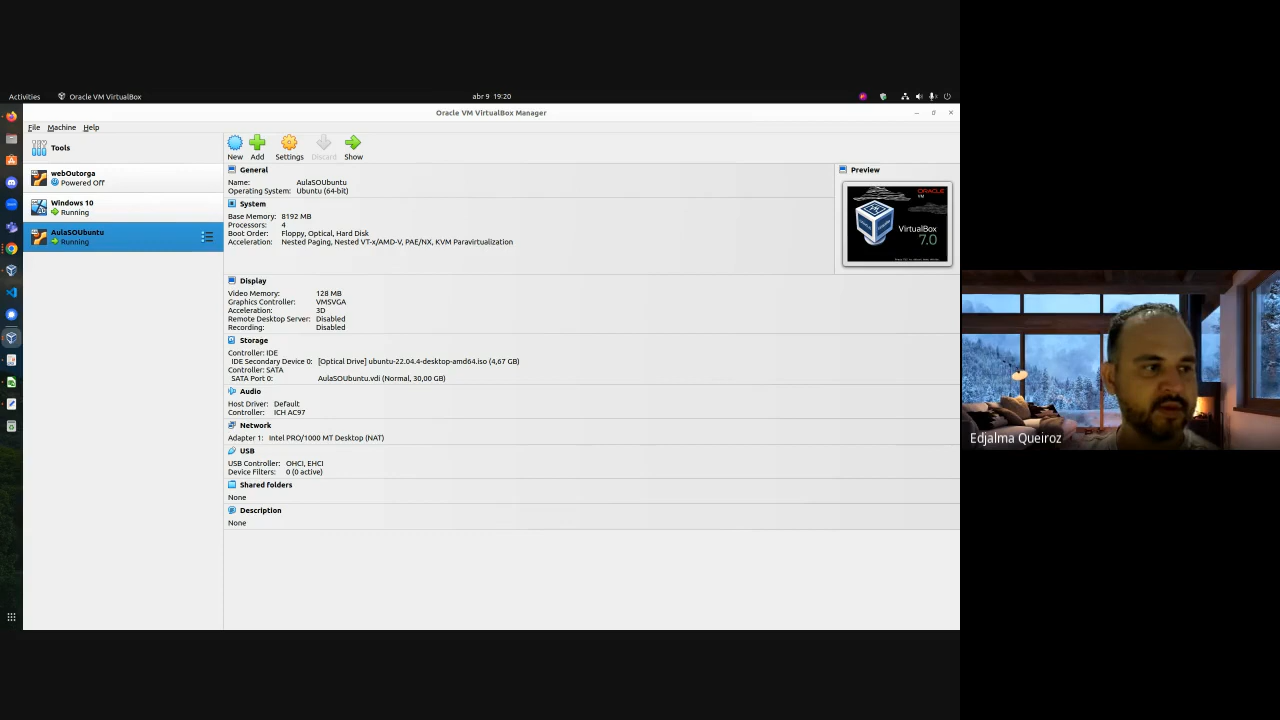 Activities
Oracle VM VirtualBox
abr 9 19:20
Oracle VM VirtualBox Manager
File Machine Help
Tools
New Add Settings Discard Show
webOutorga
Powered Off
Windows 10
Running
AulaSOUbuntu
Running
General
Name: AulaSOUbuntu
Operating System: Ubuntu (64-bit)
System
Base Memory: 8192 MB
Processors: 4
Boot Order: Floppy, Optical, Hard Disk
Acceleration: Nested Paging, Nested VT-x/AMD-V, PAE/NX, KVM Paravirtualization
Preview
ORACLE
VM
VirtualBox
7.0
Display
Video Memory: 128 MB
Graphics Controller: VMSVGA
Acceleration: 3D
Remote Desktop Server: Disabled
Recording: Disabled
Storage
Controller: IDE
IDE Secondary Device 0: [Optical Drive] ubuntu-22.04.4-desktop-amd64.iso (4,67 GB)
Controller: SATA
SATA Port 0: AulaSOUbuntu.vdi (Normal, 30,00 GB)
Audio
Host Driver: Default
Controller: ICH AC97
Network
Adapter 1: Intel PRO/1000 MT Desktop (NAT)
USB
USB Controller: OHCI, EHCI
Device Filters: 0 (0 active)
Shared folders
None
Description
None
Edjalma Queiroz